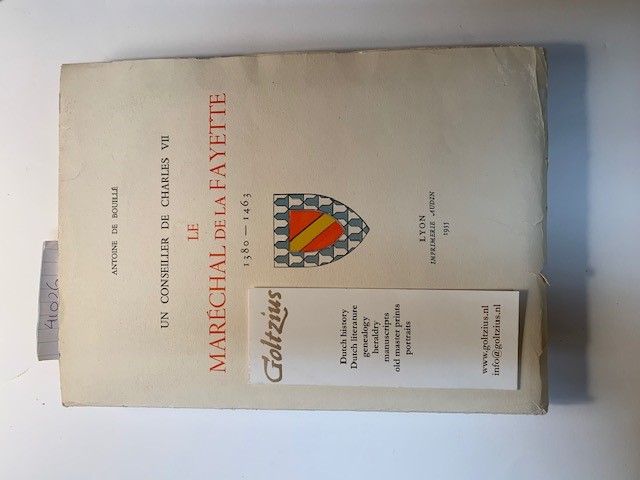 ANTOINE DE BOUILLÉ
UN CONSEILLER DE CHARLES VII
LE
MARÉCHAL DE LA FAYETTE
1380 — 1463
LYON
IMPRIMERIE AUDIN
1955
Goltzius
Dutch history
Dutch literature
genealogy
heraldry
manuscripts
old master prints
portraits
www.goltzius.nl
info@goltzius.nl
41026